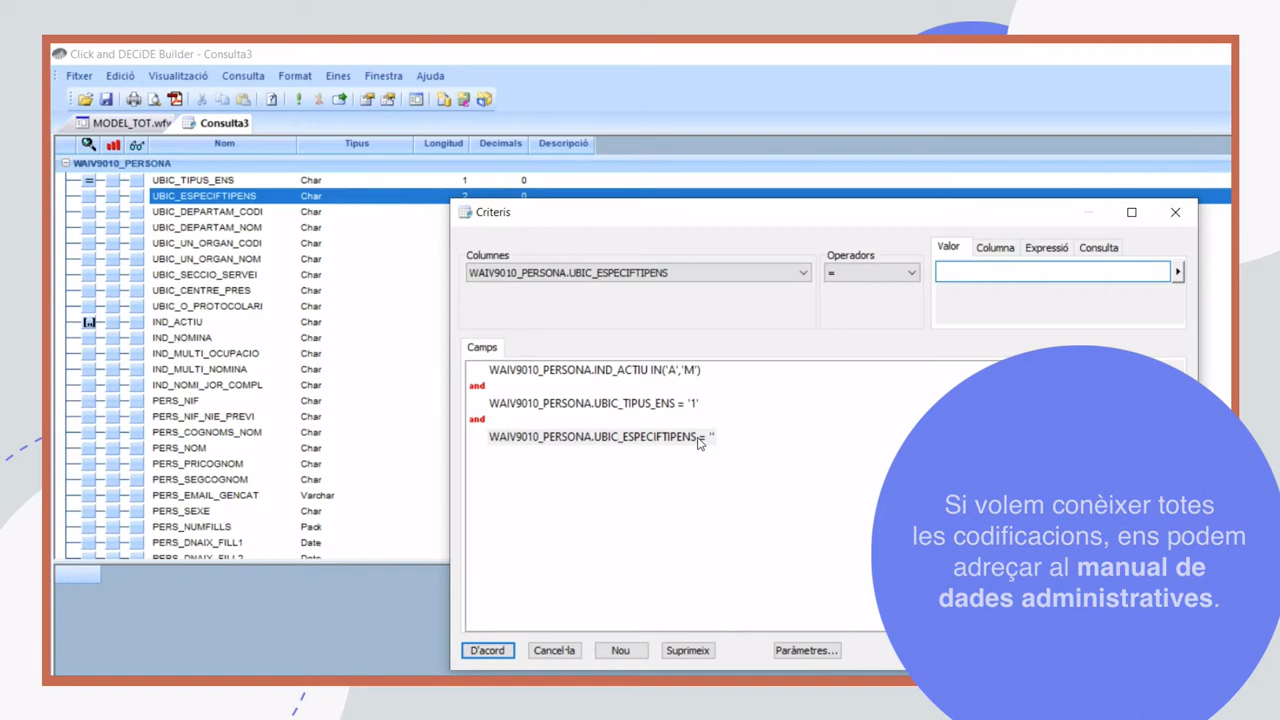 Click and DECiDE Builder - Consulta3
Fitxer Edició Visualització Consulta Format Eines Finestra Ajuda
MODEL_TOT.wfv Consulta3
Nom Tipus Longitud Decimals Descripció
WAIV9010_PERSONA
UBIC_TIPUS_ENS Char 1 0
UBIC_ESPECIFTIPENS Char 2 0
UBIC_DEPARTAM_CODI Char
UBIC_DEPARTAM_NOM Char
UBIC_UN_ORGAN_CODI Char
UBIC_UN_ORGAN_NOM Char
UBIC_SECCIO_SERVEI Char
UBIC_CENTRE_PRES Char
UBIC_O_PROTOCOLARI Char
IND_ACTIU Char
IND_NOMINA Char
IND_MULTI_OCUPACIO Char
IND_MULTI_NOMINA Char
IND_NOMI_JOR_COMPL Char
PERS_NIF Char
PERS_NIF_NIE_PREVI Char
PERS_COGNOMS_NOM Char
PERS_NOM Char
PERS_PRICOGNOM Char
PERS_SEGCOGNOM Char
PERS_EMAIL_GENCAT Varchar
PERS_SEXE Char
PERS_NUMFILLS Pack
PERS_DNAIX_FILL1 Date
PERS_DNAIX_FILL2 Date
Criteris
Columnes Operadors Valor Columna Expressió Consulta
WAIV9010_PERSONA.UBIC_ESPECIFTIPENS =
Camps
WAIV9010_PERSONA.IND_ACTIU IN('A','M')
and
WAIV9010_PERSONA.UBIC_TIPUS_ENS = '1'
and
WAIV9010_PERSONA.UBIC_ESPECIFTIPENS = ''
D'acord Cancel·la Nou Suprimeix Paràmetres...
Si volem conèixer totes
les codificacions, ens podem
adreçar al manual de
dades administratives.